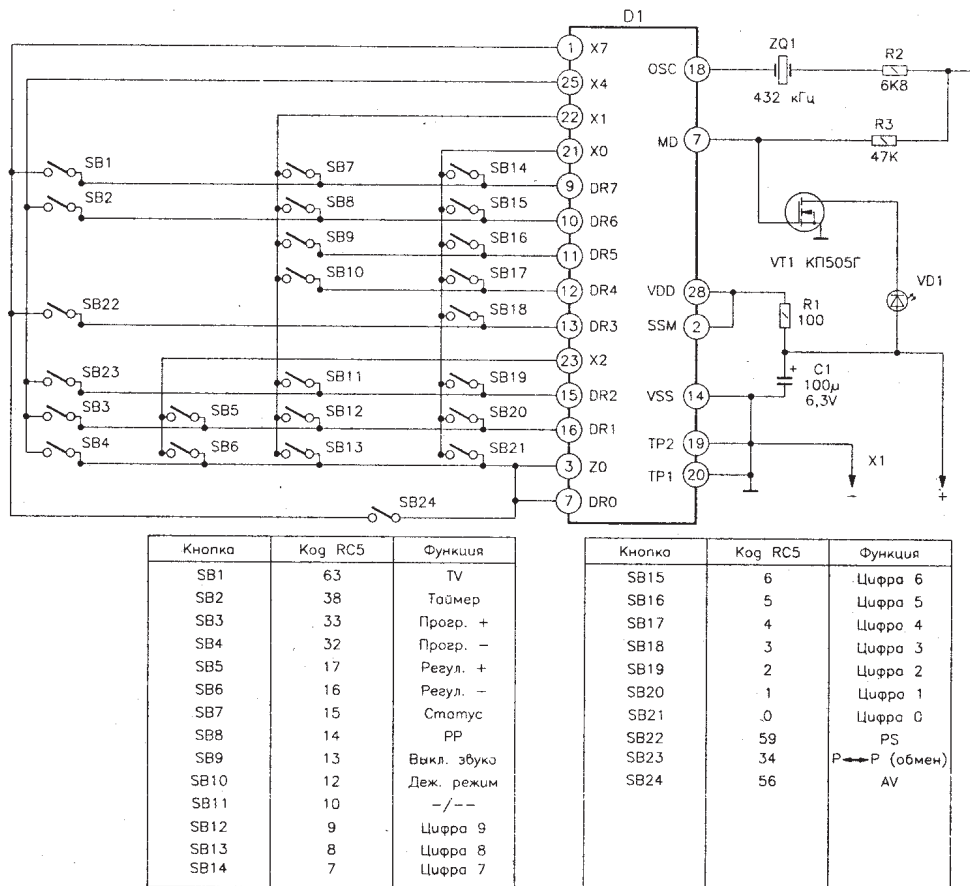 D1
1 X7
25 X4
22 X1
21 X0
9 DR7
10 DR6
11 DR5
12 DR4
13 DR3
23 X2
15 DR2
16 DR1
3 Z0
7 DR0
OSC 18
MD 7
VDD 28
SSM 2
VSS 14
TP2 19
TP1 20
ZQ1
432 кГц
R2
6K8
R3
47K
VT1 КП505Г
VD1
R1
100
C1
+
100μ
6,3V
X1
−
+
SB1 SB7 SB14
SB2 SB8 SB15
SB9 SB16
SB10 SB17
SB22 SB18
SB23 SB11 SB19
SB3 SB5 SB12 SB20
SB4 SB6 SB13 SB21
SB24
Кнопка Код RC5 Функция
SB1 63 TV
SB2 38 Таймер
SB3 33 Прогр. +
SB4 32 Прогр. −
SB5 17 Регул. +
SB6 16 Регул. −
SB7 15 Статус
SB8 14 PP
SB9 13 Выкл. звука
SB10 12 Деж. режим
SB11 10 -/--
SB12 9 Цифра 9
SB13 8 Цифра 8
SB14 7 Цифра 7
Кнопка Код RC5 Функция
SB15 6 Цифра 6
SB16 5 Цифра 5
SB17 4 Цифра 4
SB18 3 Цифра 3
SB19 2 Цифра 2
SB20 1 Цифра 1
SB21 0 Цифра 0
SB22 59 PS
SB23 34 P↔P (обмен)
SB24 56 AV